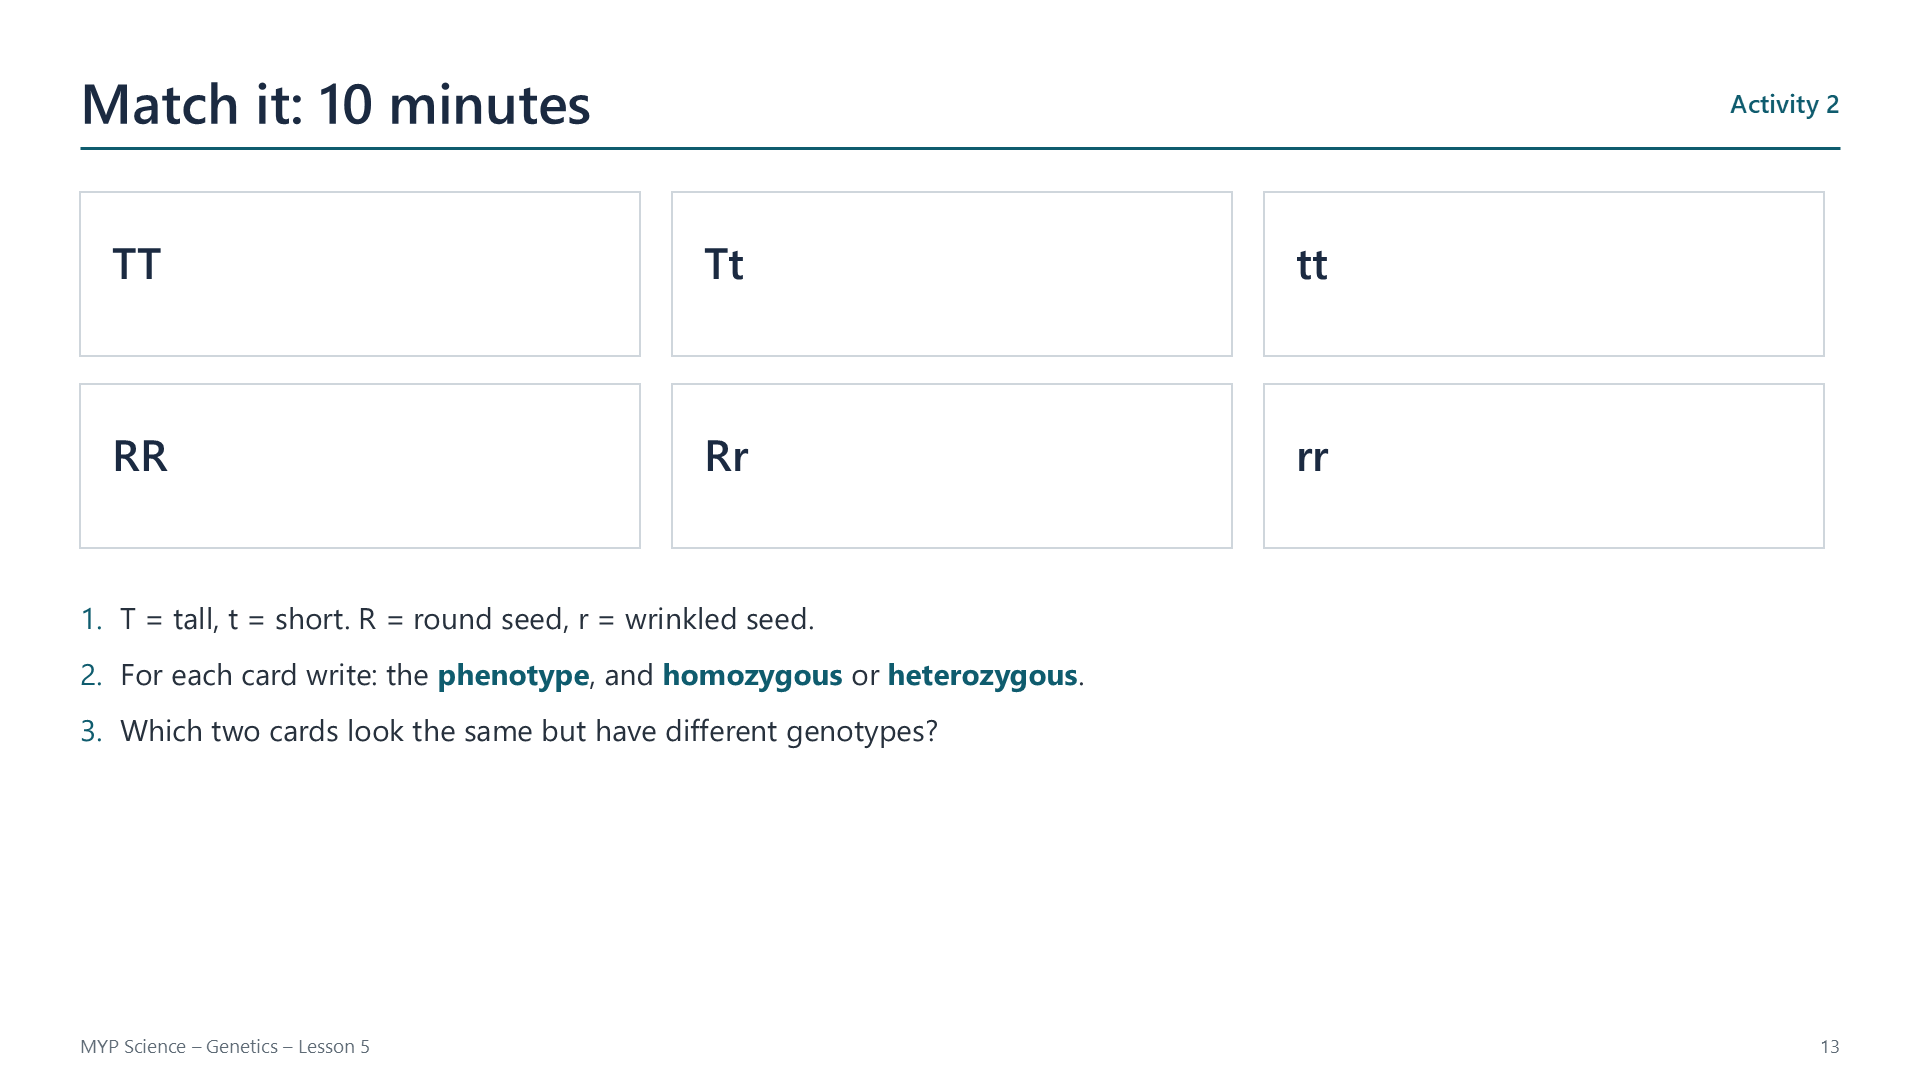 Match it: 10 minutes
Activity 2
TT
Tt
tt
RR
Rr
rr
1. T = tall, t = short. R = round seed, r = wrinkled seed.
2. For each card write: the phenotype, and homozygous or heterozygous.
3. Which two cards look the same but have different genotypes?
MYP Science – Genetics – Lesson 5
13